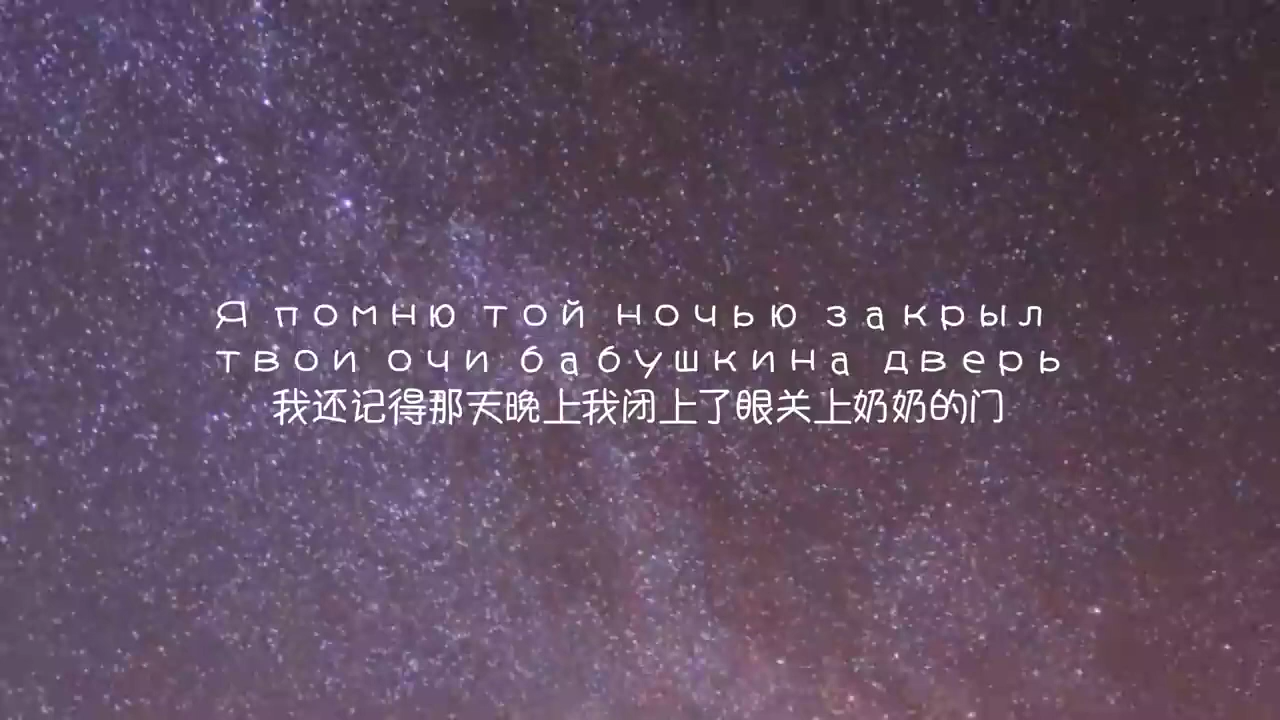 Я помню той ночью закрыл
твои очи бабушкина дверь
我还记得那天晚上我闭上了眼关上奶奶的门